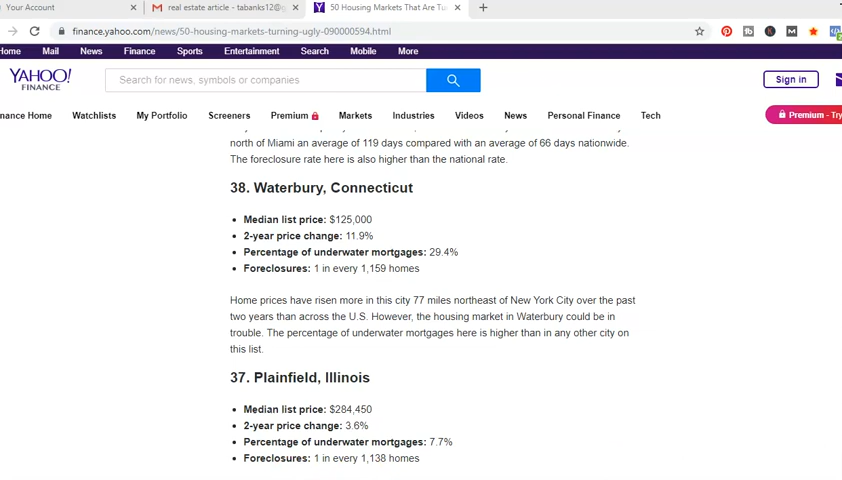 Your Account
real estate article - tabanks12@
50 Housing Markets That Are Tu
finance.yahoo.com/news/50-housing-markets-turning-ugly-090000594.html
Home Mail News Finance Sports Entertainment Search Mobile More
YAHOO!
FINANCE
Search for news, symbols or companies
Sign in
nance Home Watchlists My Portfolio Screeners Premium Markets Industries Videos News Personal Finance Tech
Premium - Try
north of Miami an average of 119 days compared with an average of 66 days nationwide.
The foreclosure rate here is also higher than the national rate.
38. Waterbury, Connecticut
• Median list price: $125,000
• 2-year price change: 11.9%
• Percentage of underwater mortgages: 29.4%
• Foreclosures: 1 in every 1,159 homes
Home prices have risen more in this city 77 miles northeast of New York City over the past
two years than across the U.S. However, the housing market in Waterbury could be in
trouble. The percentage of underwater mortgages here is higher than in any other city on
this list.
37. Plainfield, Illinois
• Median list price: $284,450
• 2-year price change: 3.6%
• Percentage of underwater mortgages: 7.7%
• Foreclosures: 1 in every 1,138 homes